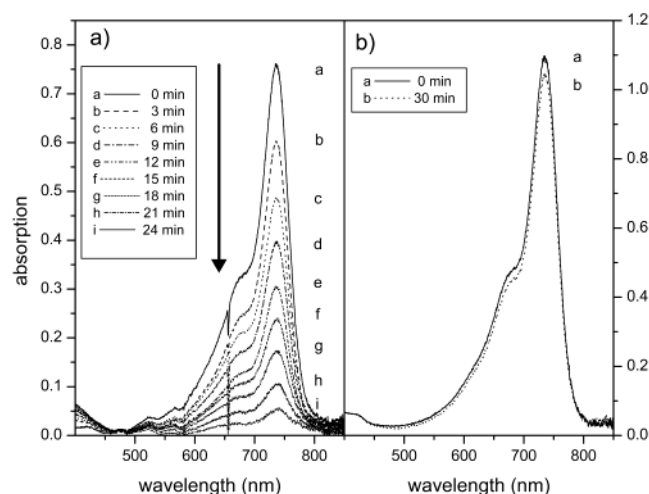 a)
a 0 min
b 3 min
c 6 min
d 9 min
e 12 min
f 15 min
g 18 min
h 21 min
i 24 min
a
b
c
d
e
f
g
h
i
absorption
0.8
0.7
0.6
0.5
0.4
0.3
0.2
0.1
0.0
500 600 700 800
wavelength (nm)
b)
a 0 min
b 30 min
a
b
1.2
1.0
0.8
0.6
0.4
0.2
0.0
400 500 600 700 800
wavelength (nm)